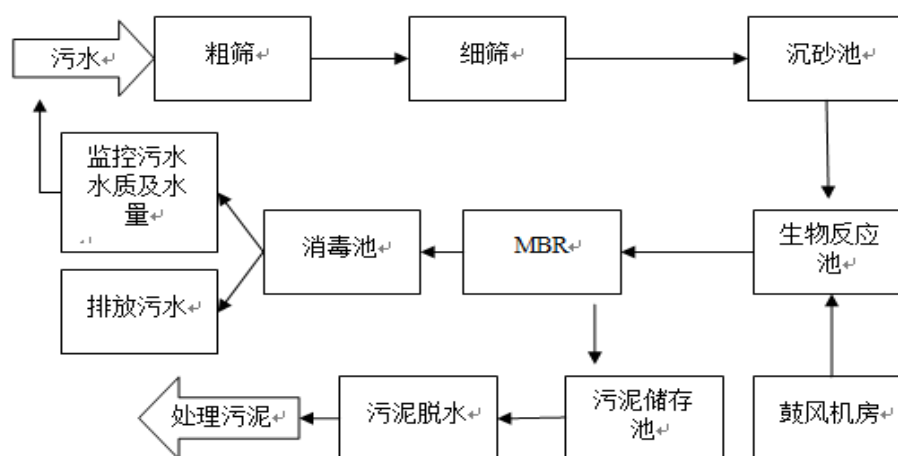 污水↵
粗筛↵
细筛↵
沉砂池
监控污水
水质及水
量↵
↵
消毒池
MBR↵
生物反应
池↵
排放污水↵
处理污泥↵
污泥脱水↵
污泥储存
池↵
鼓风机房↵